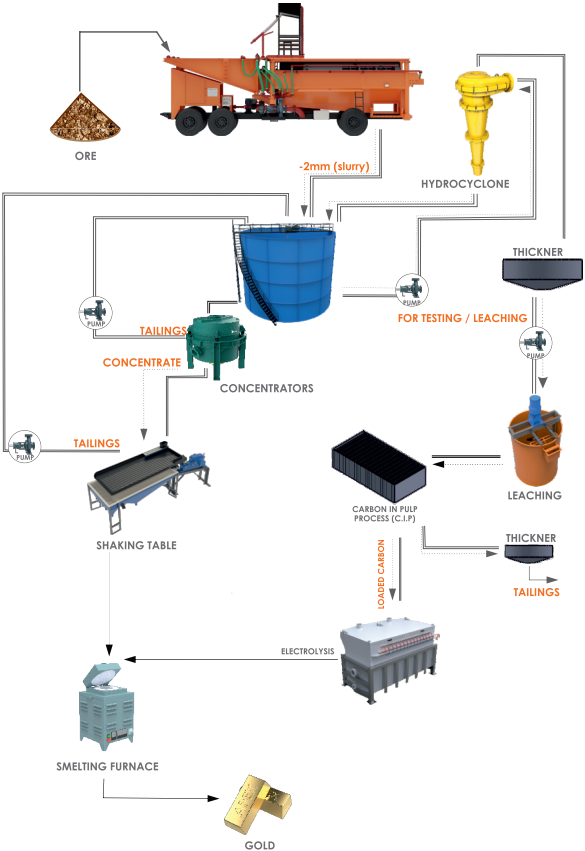 ORE
-2mm (slurry)
HYDROCYCLONE
THICKNER
PUMP
TAILINGS
FOR TESTING / LEACHING
PUMP
CONCENTRATE
CONCENTRATORS
PUMP
TAILINGS
LEACHING
CARBON IN PULP
PROCESS (C.I.P)
SHAKING TABLE
THICKNER
LOADED CARBON
TAILINGS
ELECTROLYSIS
SMELTING FURNACE
GOLD